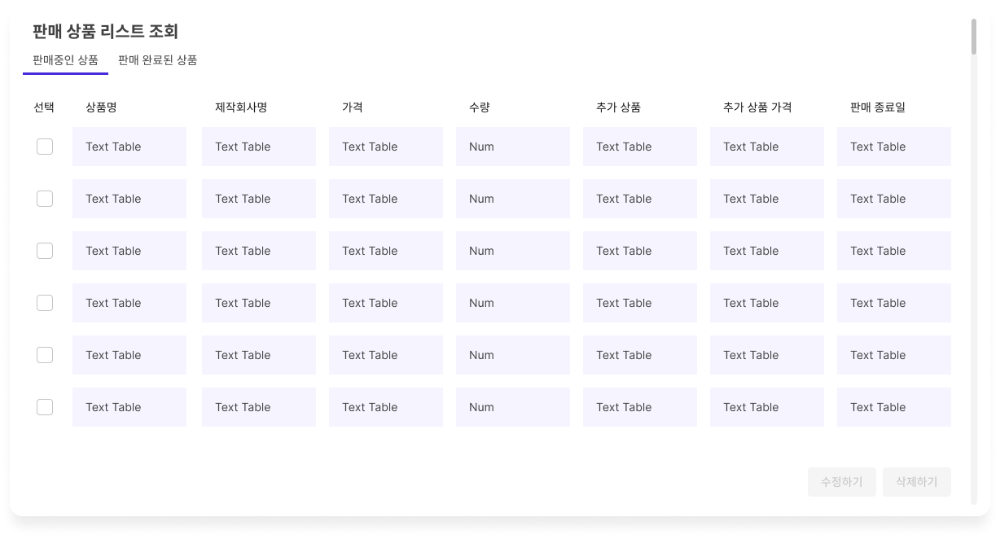 판매 상품 리스트 조회
판매중인 상품 판매 완료된 상품
선택 상품명 제작회사명 가격 수량 추가 상품 추가 상품 가격 판매 종료일
Text Table Text Table Text Table Num Text Table Text Table Text Table
Text Table Text Table Text Table Num Text Table Text Table Text Table
Text Table Text Table Text Table Num Text Table Text Table Text Table
Text Table Text Table Text Table Num Text Table Text Table Text Table
Text Table Text Table Text Table Num Text Table Text Table Text Table
Text Table Text Table Text Table Num Text Table Text Table Text Table
수정하기 삭제하기